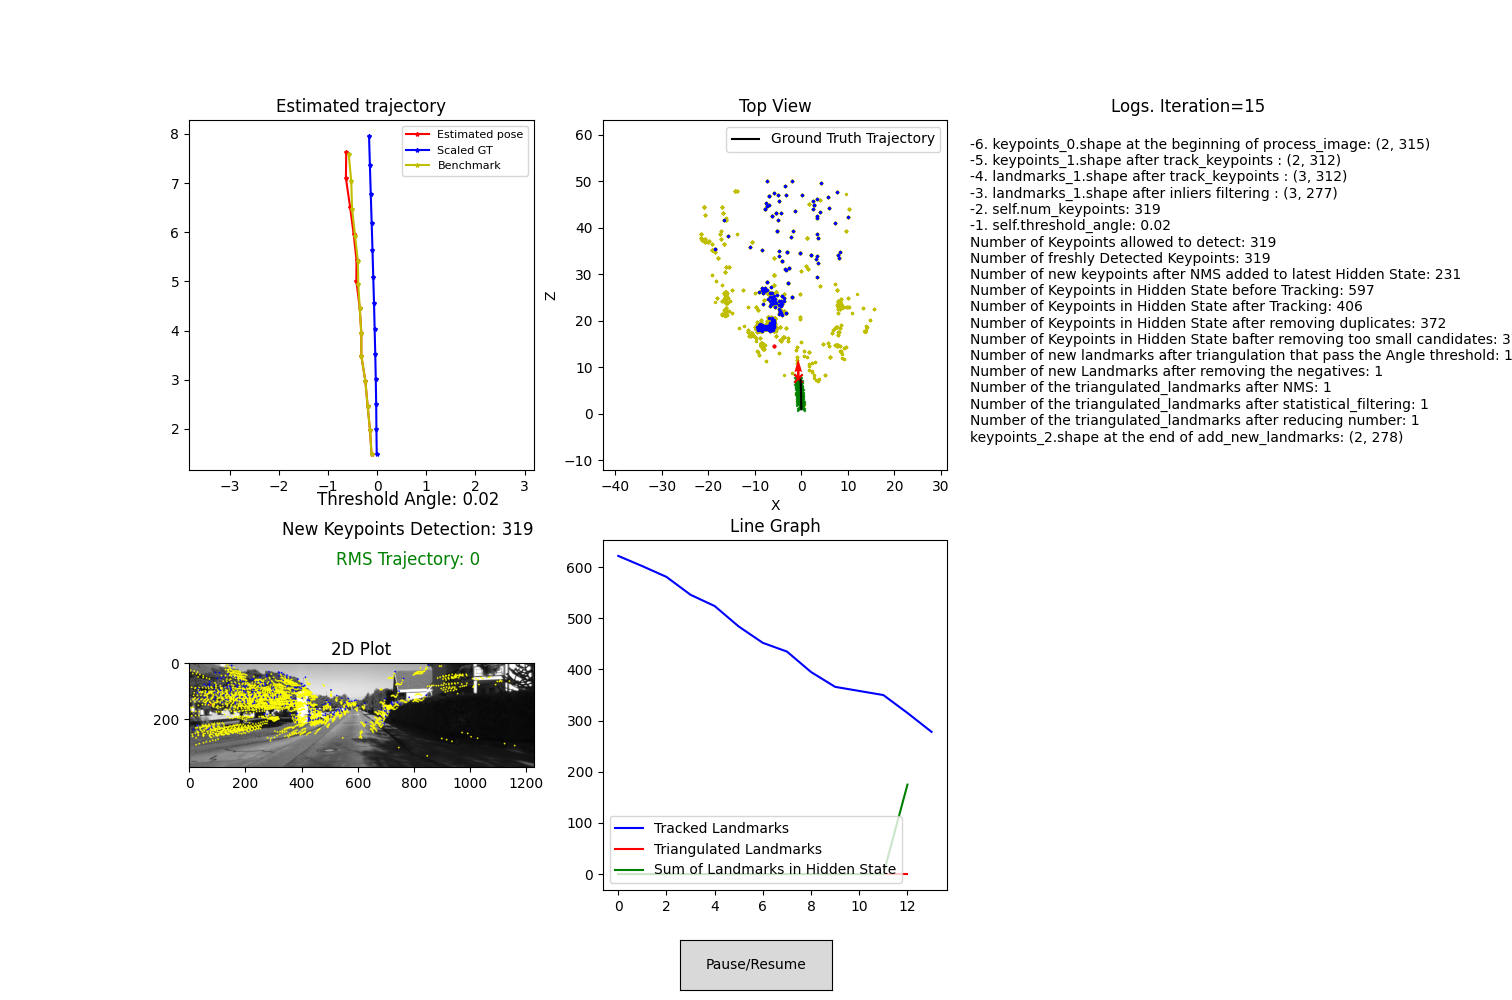 Estimated trajectory
8
7
6
5
4
3
2
−3 −2 −1 0 1 2 3
Estimated pose
Scaled GT
Benchmark
Threshold Angle: 0.02
New Keypoints Detection: 319
RMS Trajectory: 0
Top View
Ground Truth Trajectory
60
50
40
30
20
10
0
−10
Z
−40 −30 −20 −10 0 10 20 30
X
Logs. Iteration=15
-6. keypoints_0.shape at the beginning of process_image: (2, 315)
-5. keypoints_1.shape after track_keypoints : (2, 312)
-4. landmarks_1.shape after track_keypoints : (3, 312)
-3. landmarks_1.shape after inliers filtering : (3, 277)
-2. self.num_keypoints: 319
-1. self.threshold_angle: 0.02
Number of Keypoints allowed to detect: 319
Number of freshly Detected Keypoints: 319
Number of new keypoints after NMS added to latest Hidden State: 231
Number of Keypoints in Hidden State before Tracking: 597
Number of Keypoints in Hidden State after Tracking: 406
Number of Keypoints in Hidden State after removing duplicates: 372
Number of Keypoints in Hidden State bafter removing too small candidates: 3
Number of new landmarks after triangulation that pass the Angle threshold: 1
Number of new Landmarks after removing the negatives: 1
Number of the triangulated_landmarks after NMS: 1
Number of the triangulated_landmarks after statistical_filtering: 1
Number of the triangulated_landmarks after reducing number: 1
keypoints_2.shape at the end of add_new_landmarks: (2, 278)
2D Plot
0
200
0 200 400 600 800 1000 1200
Line Graph
600
500
400
300
200
100
0
0 2 4 6 8 10 12
Tracked Landmarks
Triangulated Landmarks
Sum of Landmarks in Hidden State
Pause/Resume